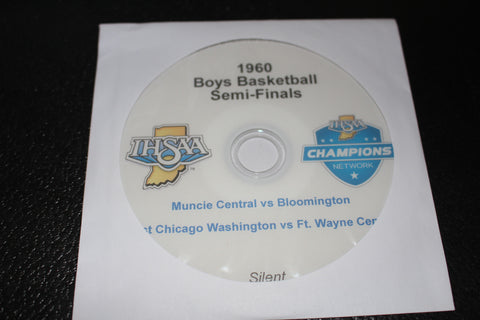 1960
Boys Basketball
Semi-Finals
IHSAA
IHSAA
CHAMPIONS
NETWORK
Muncie Central vs Bloomington
t Chicago Washington vs Ft. Wayne Cen
Silent